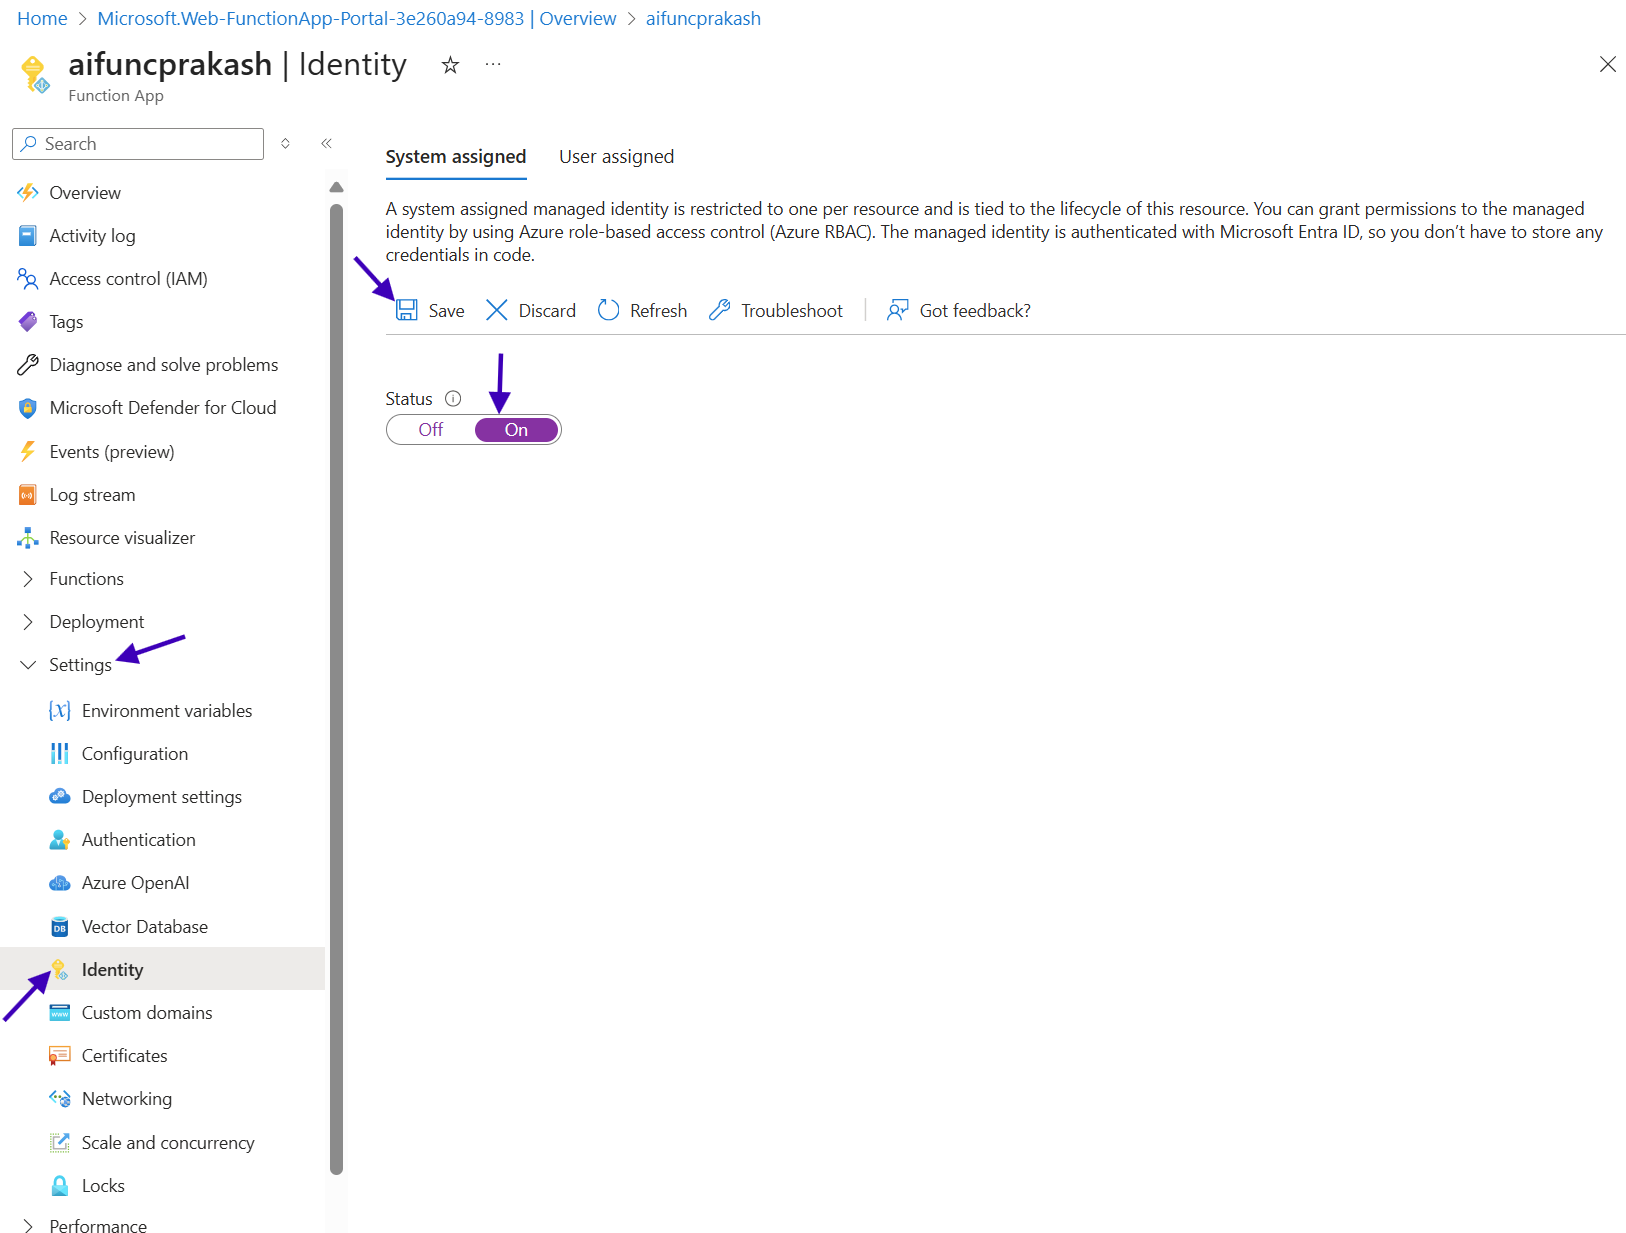 Home > Microsoft.Web-FunctionApp-Portal-3e260a94-8983 | Overview > aifuncprakash
aifuncprakash | Identity
Function App
Search
Overview
Activity log
Access control (IAM)
Tags
Diagnose and solve problems
Microsoft Defender for Cloud
Events (preview)
Log stream
Resource visualizer
Functions
Deployment
Settings
Environment variables
Configuration
Deployment settings
Authentication
Azure OpenAI
Vector Database
Identity
Custom domains
Certificates
Networking
Scale and concurrency
Locks
Performance
System assigned User assigned
A system assigned managed identity is restricted to one per resource and is tied to the lifecycle of this resource. You can grant permissions to the managed
identity by using Azure role-based access control (Azure RBAC). The managed identity is authenticated with Microsoft Entra ID, so you don’t have to store any
credentials in code.
Save Discard Refresh Troubleshoot Got feedback?
Status
Off On